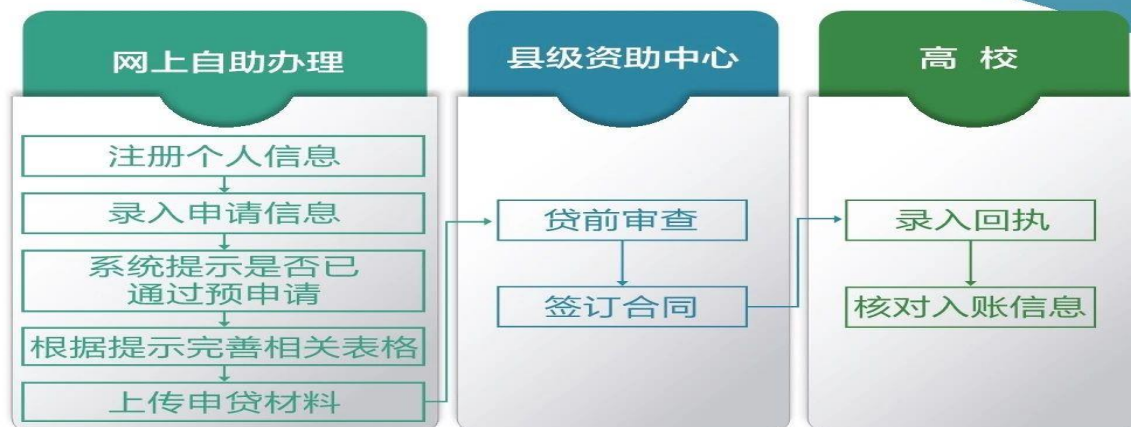 网上自助办理
注册个人信息
录入申请信息
系统提示是否已
通过预申请
根据提示完善相关表格
上传申贷材料
县级资助中心
贷前审查
签订合同
高 校
录入回执
核对入账信息